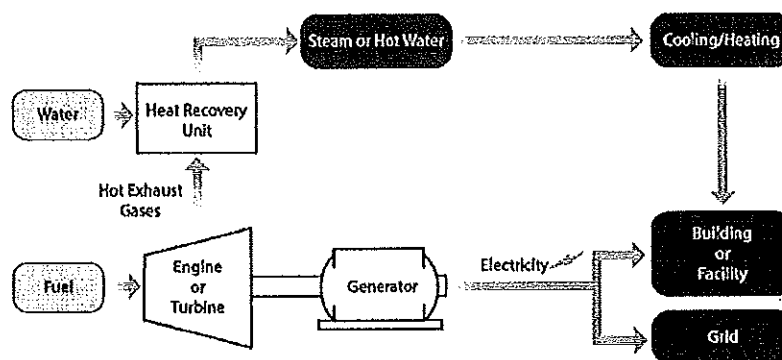 Steam or Hot Water
Cooling/Heating
Water
Heat Recovery
Unit
Hot Exhaust
Gases
Building
or
Facility
Fuel
Engine
or
Turbine
Generator
Electricity
Grid